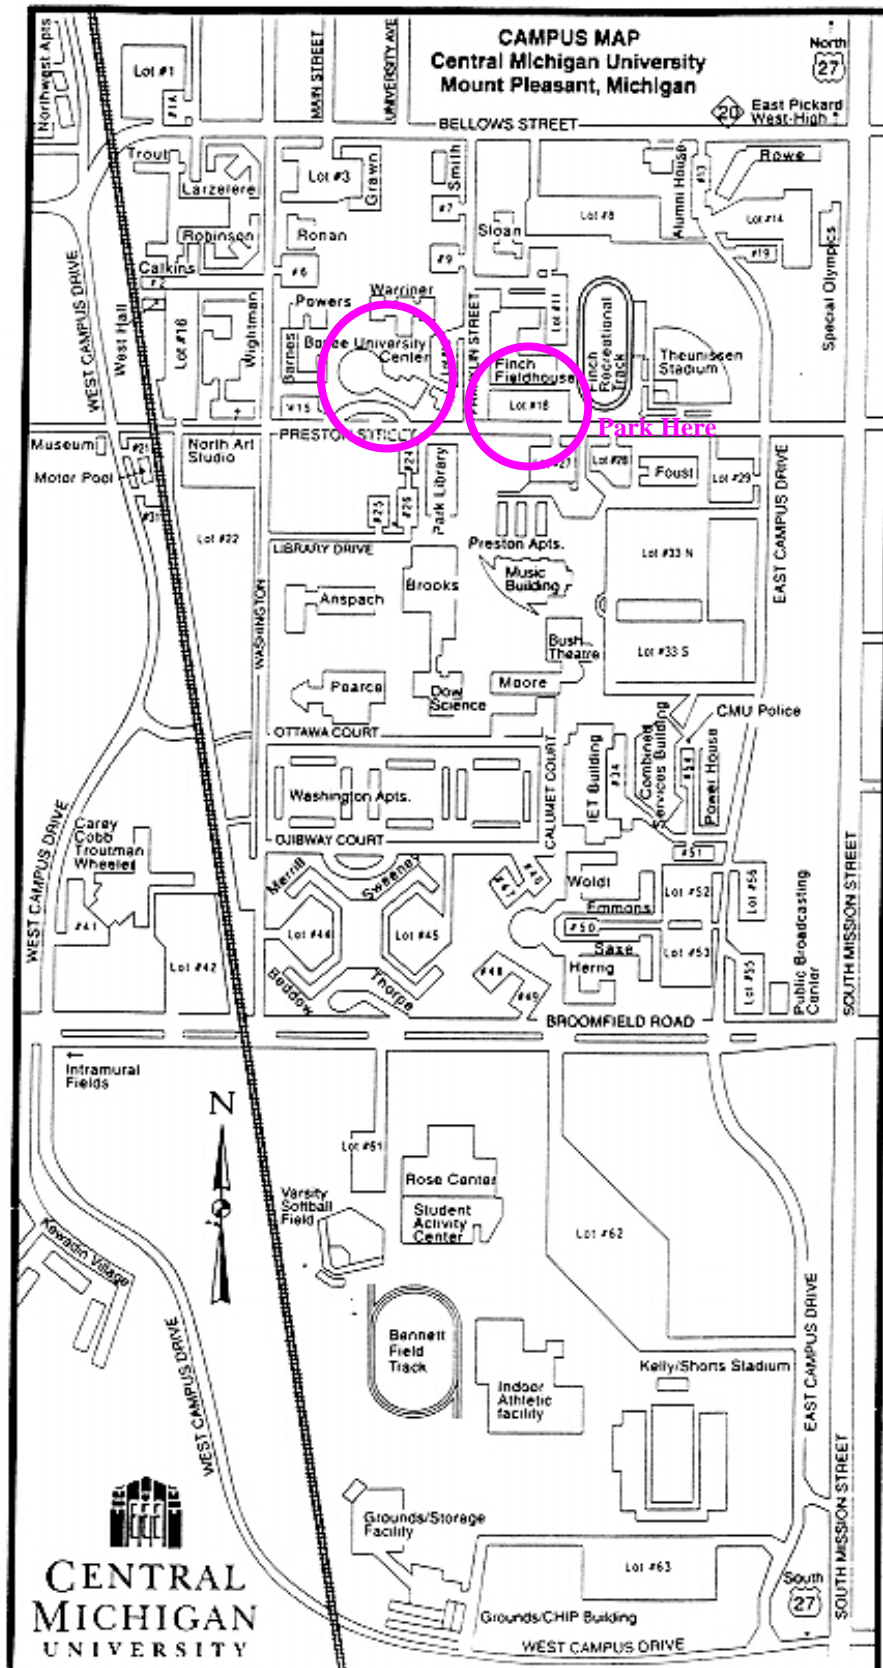 CAMPUS MAP
Central Michigan University
Mount Pleasant, Michigan
North
27
20
East Pickard
West-High
Northwest Apts
Lot #1
#1A
MAIN STREET
UNIVERSITY AVE
BELLOWS STREET
Trout
Larzelere
Robinson
Calkins
#2
Lot #3
Grawn
Ronan
#6
Smith
#7
#9
Sloan
Lot #8
Alumni House
#13
Rowe
Lot #14
#19
Special Olympics
WEST CAMPUS DRIVE
West Hall
Lot #16
Wightman
Powers
Warriner
Barnes
University
Center
#15
Lot #11
Finch
Fieldhouse
Lot #18
Finch
Recreational
Track
Theunissen
Stadium
Park Here
PRESTON STREET
Museum
#21
Motor Pool
#31
North Art
Studio
Lot #22
#24
#25
#26
Park Library
#27
Lot #28
Foust
Lot #29
EAST CAMPUS DRIVE
LIBRARY DRIVE
Preston Apts.
Music
Building
Lot #33 N
Lot #33 S
WASHINGTON
Anspach
Brooks
Bush
Theatre
Moore
Pearce
Dow
Science
OTTAWA COURT
CALUMET COURT
IET Building
#34
Combined
Services Building
CMU Police
Power House
Washington Apts.
OJIBWAY COURT
#51
WEST CAMPUS DRIVE
Carey
Cobb
Troutman
Wheeler
#41
Lot #42
Merrill
Sweeney
Lot #44
Lot #45
Beddow
Thorpe
#46
#47
#48
#49
Woldt
Emmons
#50
Saxe
Herrig
Lot #52
Lot #53
Lot #56
Lot #55
Public Broadcasting
Center
SOUTH MISSION STREET
BROOMFIELD ROAD
Intramural
Fields
N
Lot #61
Rose Center
Student
Activity
Center
Varsity
Softball
Field
Lot #62
Kewadin Village
Bennett
Field
Track
Indoor
Athletic
facility
Kelly/Shorts Stadium
EAST CAMPUS DRIVE
WEST CAMPUS DRIVE
Grounds/Storage
Facility
Lot #63
South
27
SOUTH MISSION STREET
Grounds/CHIP Building
WEST CAMPUS DRIVE
CENTRAL
MICHIGAN
UNIVERSITY